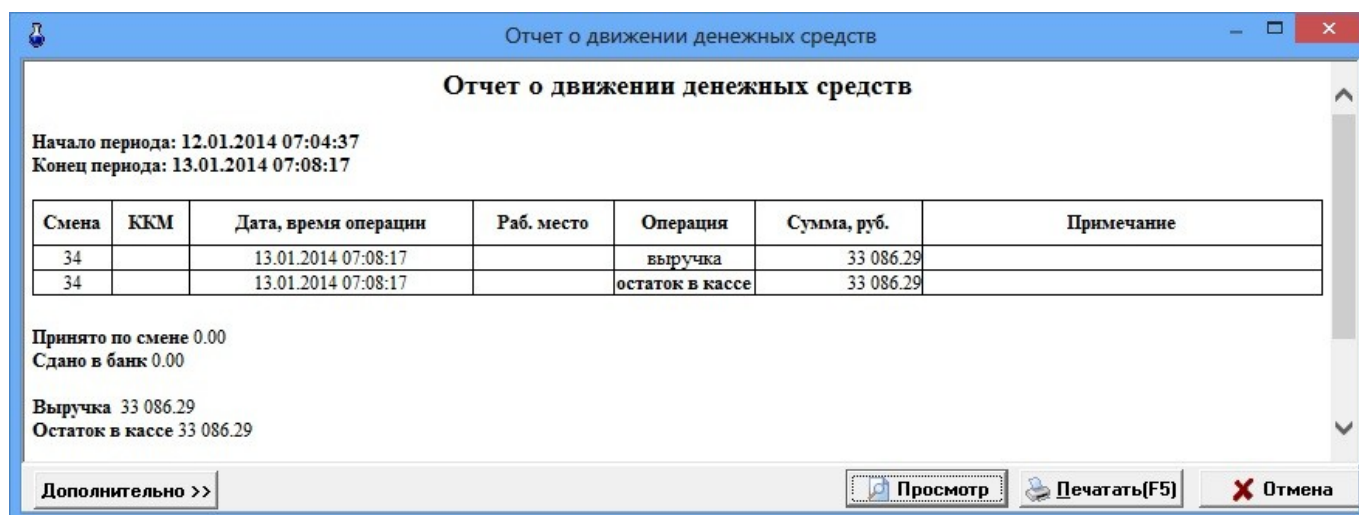 Отчет о движении денежных средств
Отчет о движении денежных средств
Начало периода: 12.01.2014 07:04:37
Конец периода: 13.01.2014 07:08:17
Смена ККМ Дата, время операции Раб. место Операция Сумма, руб. Примечание
34 13.01.2014 07:08:17 выручка 33 086.29
34 13.01.2014 07:08:17 остаток в кассе 33 086.29
Принято по смене 0.00
Сдано в банк 0.00
Выручка 33 086.29
Остаток в кассе 33 086.29
Дополнительно >> Просмотр Печатать(F5) Отмена